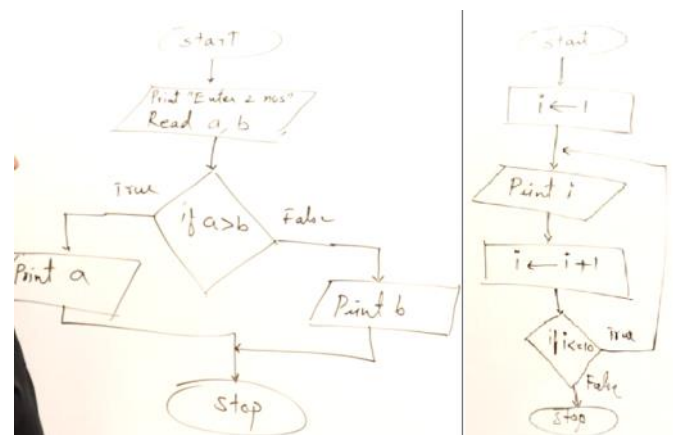 start
Print "Enter 2 nos"
Read a, b
if a>b
True
False
Print a
Print b
stop
Start
i ← 1
Print i
i ← i+1
if i<=10
True
False
stop